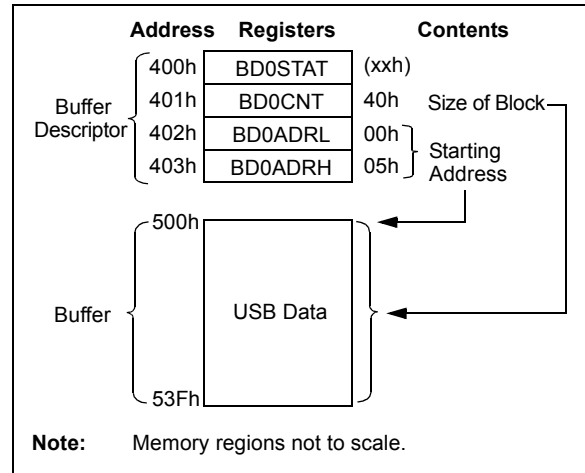 Address Registers Contents
400h BD0STAT (xxh)
401h BD0CNT 40h Size of Block
Buffer
Descriptor
402h BD0ADRL 00h
403h BD0ADRH 05h
Starting
Address
500h
Buffer USB Data
53Fh
Note: Memory regions not to scale.